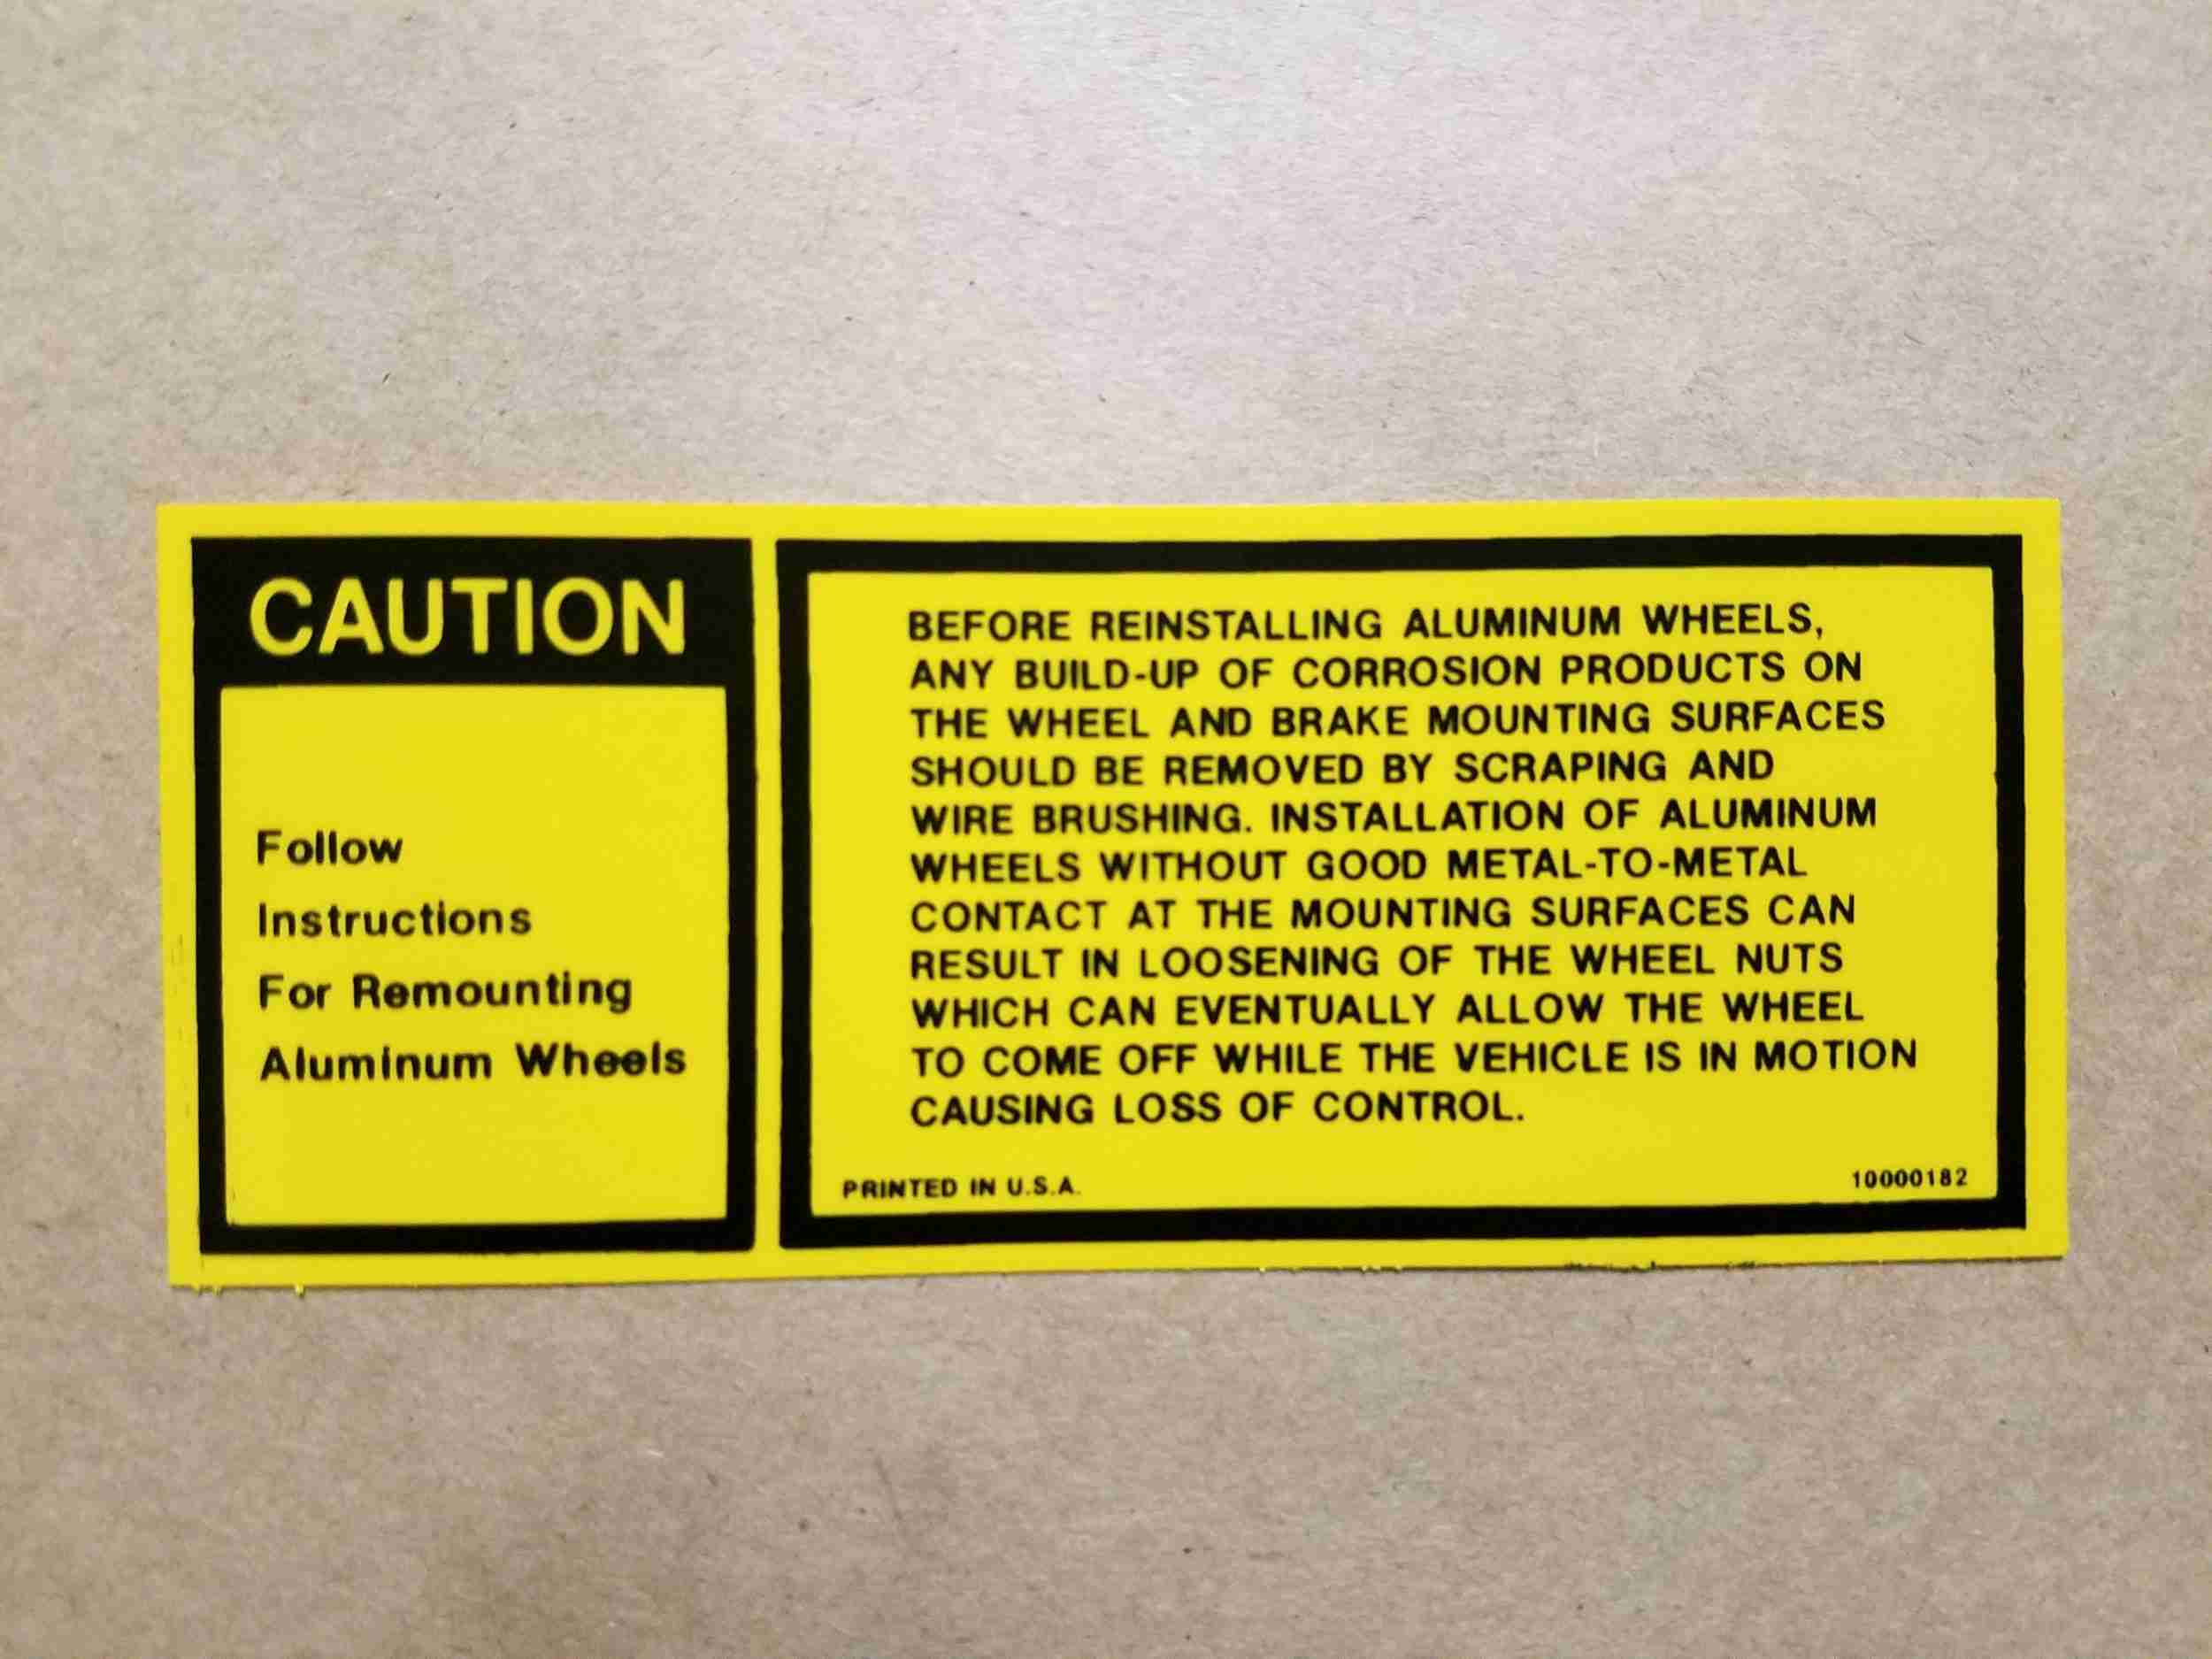 CAUTION
Follow
Instructions
For Remounting
Aluminum Wheels
BEFORE REINSTALLING ALUMINUM WHEELS,
ANY BUILD-UP OF CORROSION PRODUCTS ON
THE WHEEL AND BRAKE MOUNTING SURFACES
SHOULD BE REMOVED BY SCRAPING AND
WIRE BRUSHING. INSTALLATION OF ALUMINUM
WHEELS WITHOUT GOOD METAL-TO-METAL
CONTACT AT THE MOUNTING SURFACES CAN
RESULT IN LOOSENING OF THE WHEEL NUTS
WHICH CAN EVENTUALLY ALLOW THE WHEEL
TO COME OFF WHILE THE VEHICLE IS IN MOTION
CAUSING LOSS OF CONTROL.
PRINTED IN U.S.A.
10000182